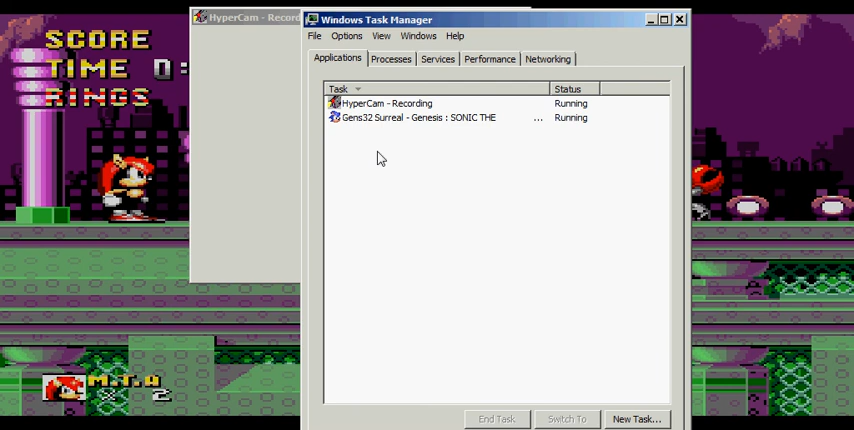 HyperCam - Recor
Windows Task Manager
File Options View Windows Help
Applications Processes Services Performance Networking
Task Status
HyperCam - Recording Running
Gens32 Surreal - Genesis : SONIC THE ... Running
End Task Switch To New Task...
SCORE
TIME 0:
RINGS
M.T.A
x 2